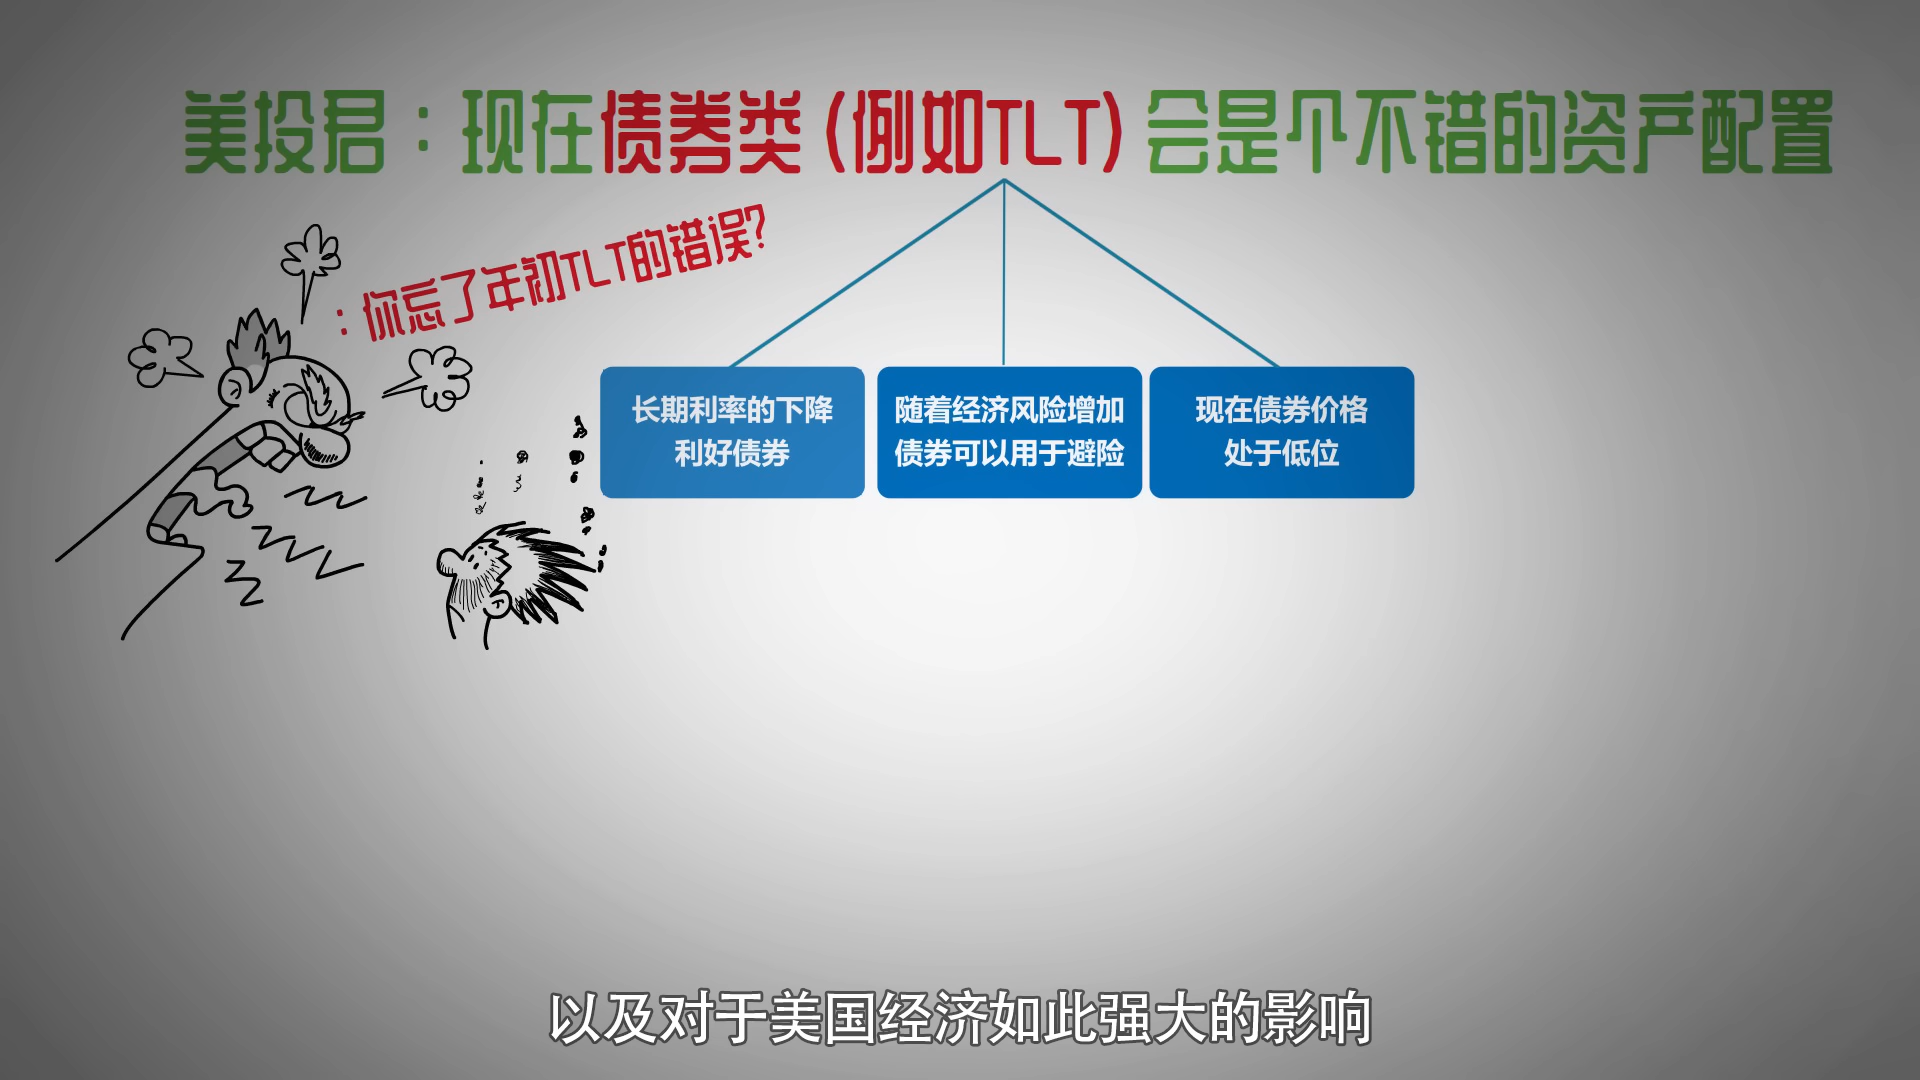 美投君：现在债券类(例如TLT)会是个不错的资产配置
：你忘了年初TLT的错误?
长期利率的下降
利好债券
随着经济风险增加
债券可以用于避险
现在债券价格
处于低位
以及对于美国经济如此强大的影响